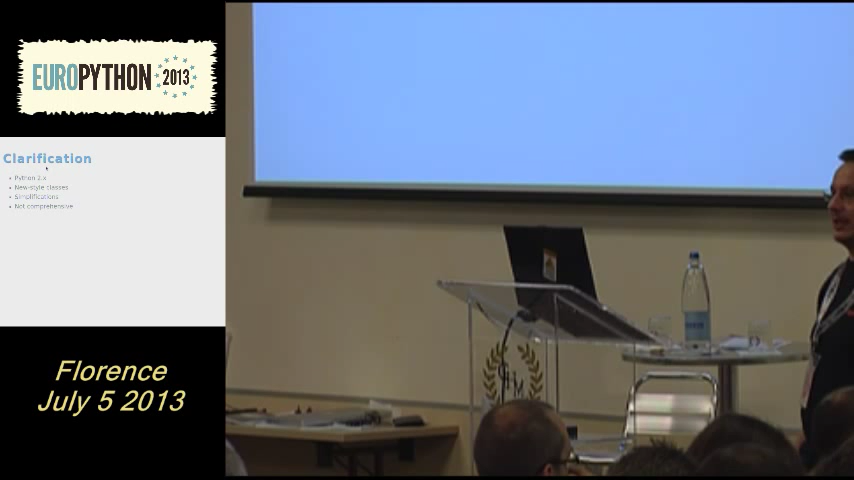 EUROPYTHON 2013
Clarification
Python 2.x
New-style classes
Simplifications
Not comprehensive
Florence
July 5 2013